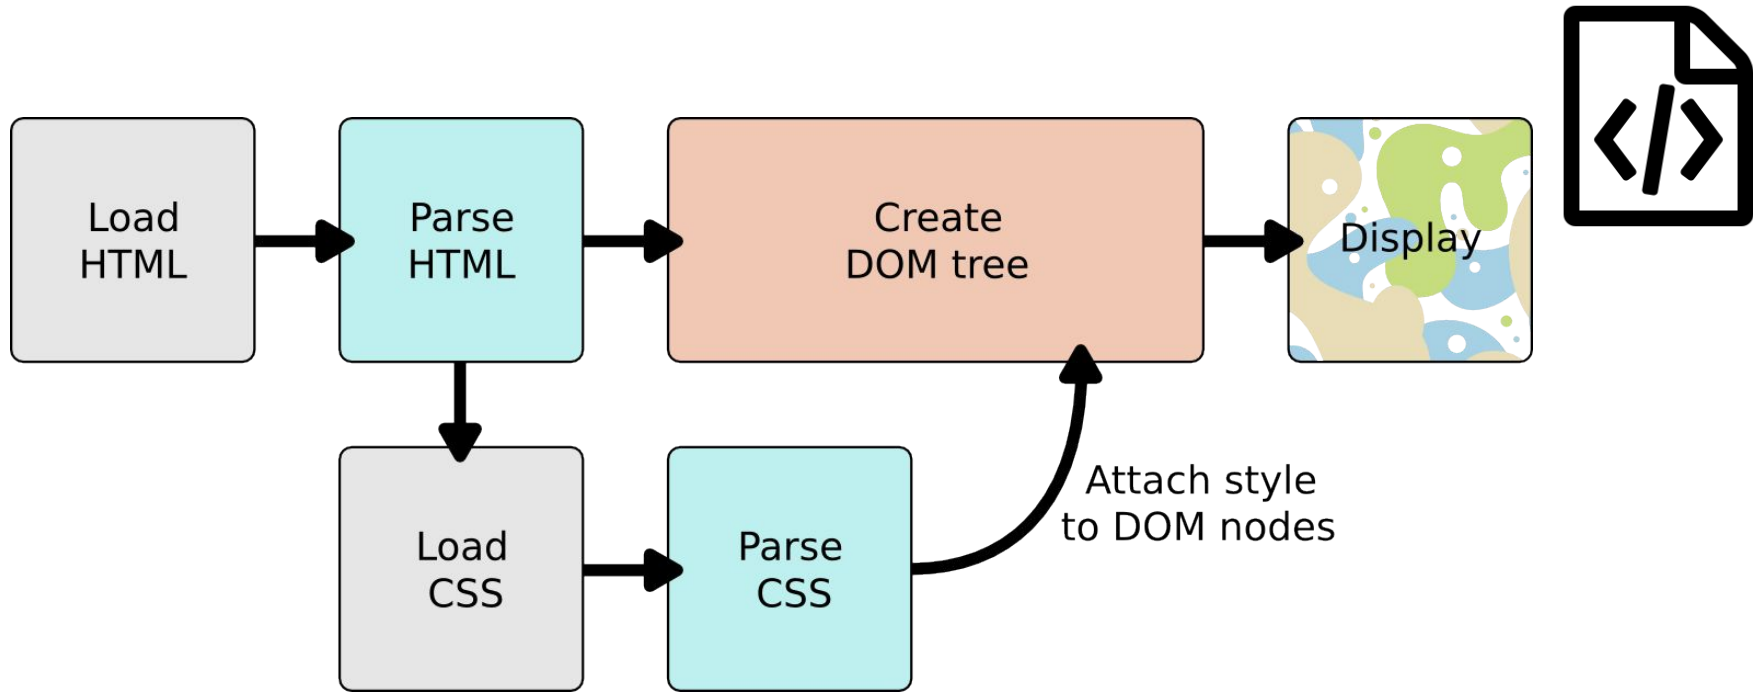 Load
HTML
Parse
HTML
Create
DOM tree
Display
</>
Load
CSS
Parse
CSS
Attach style
to DOM nodes